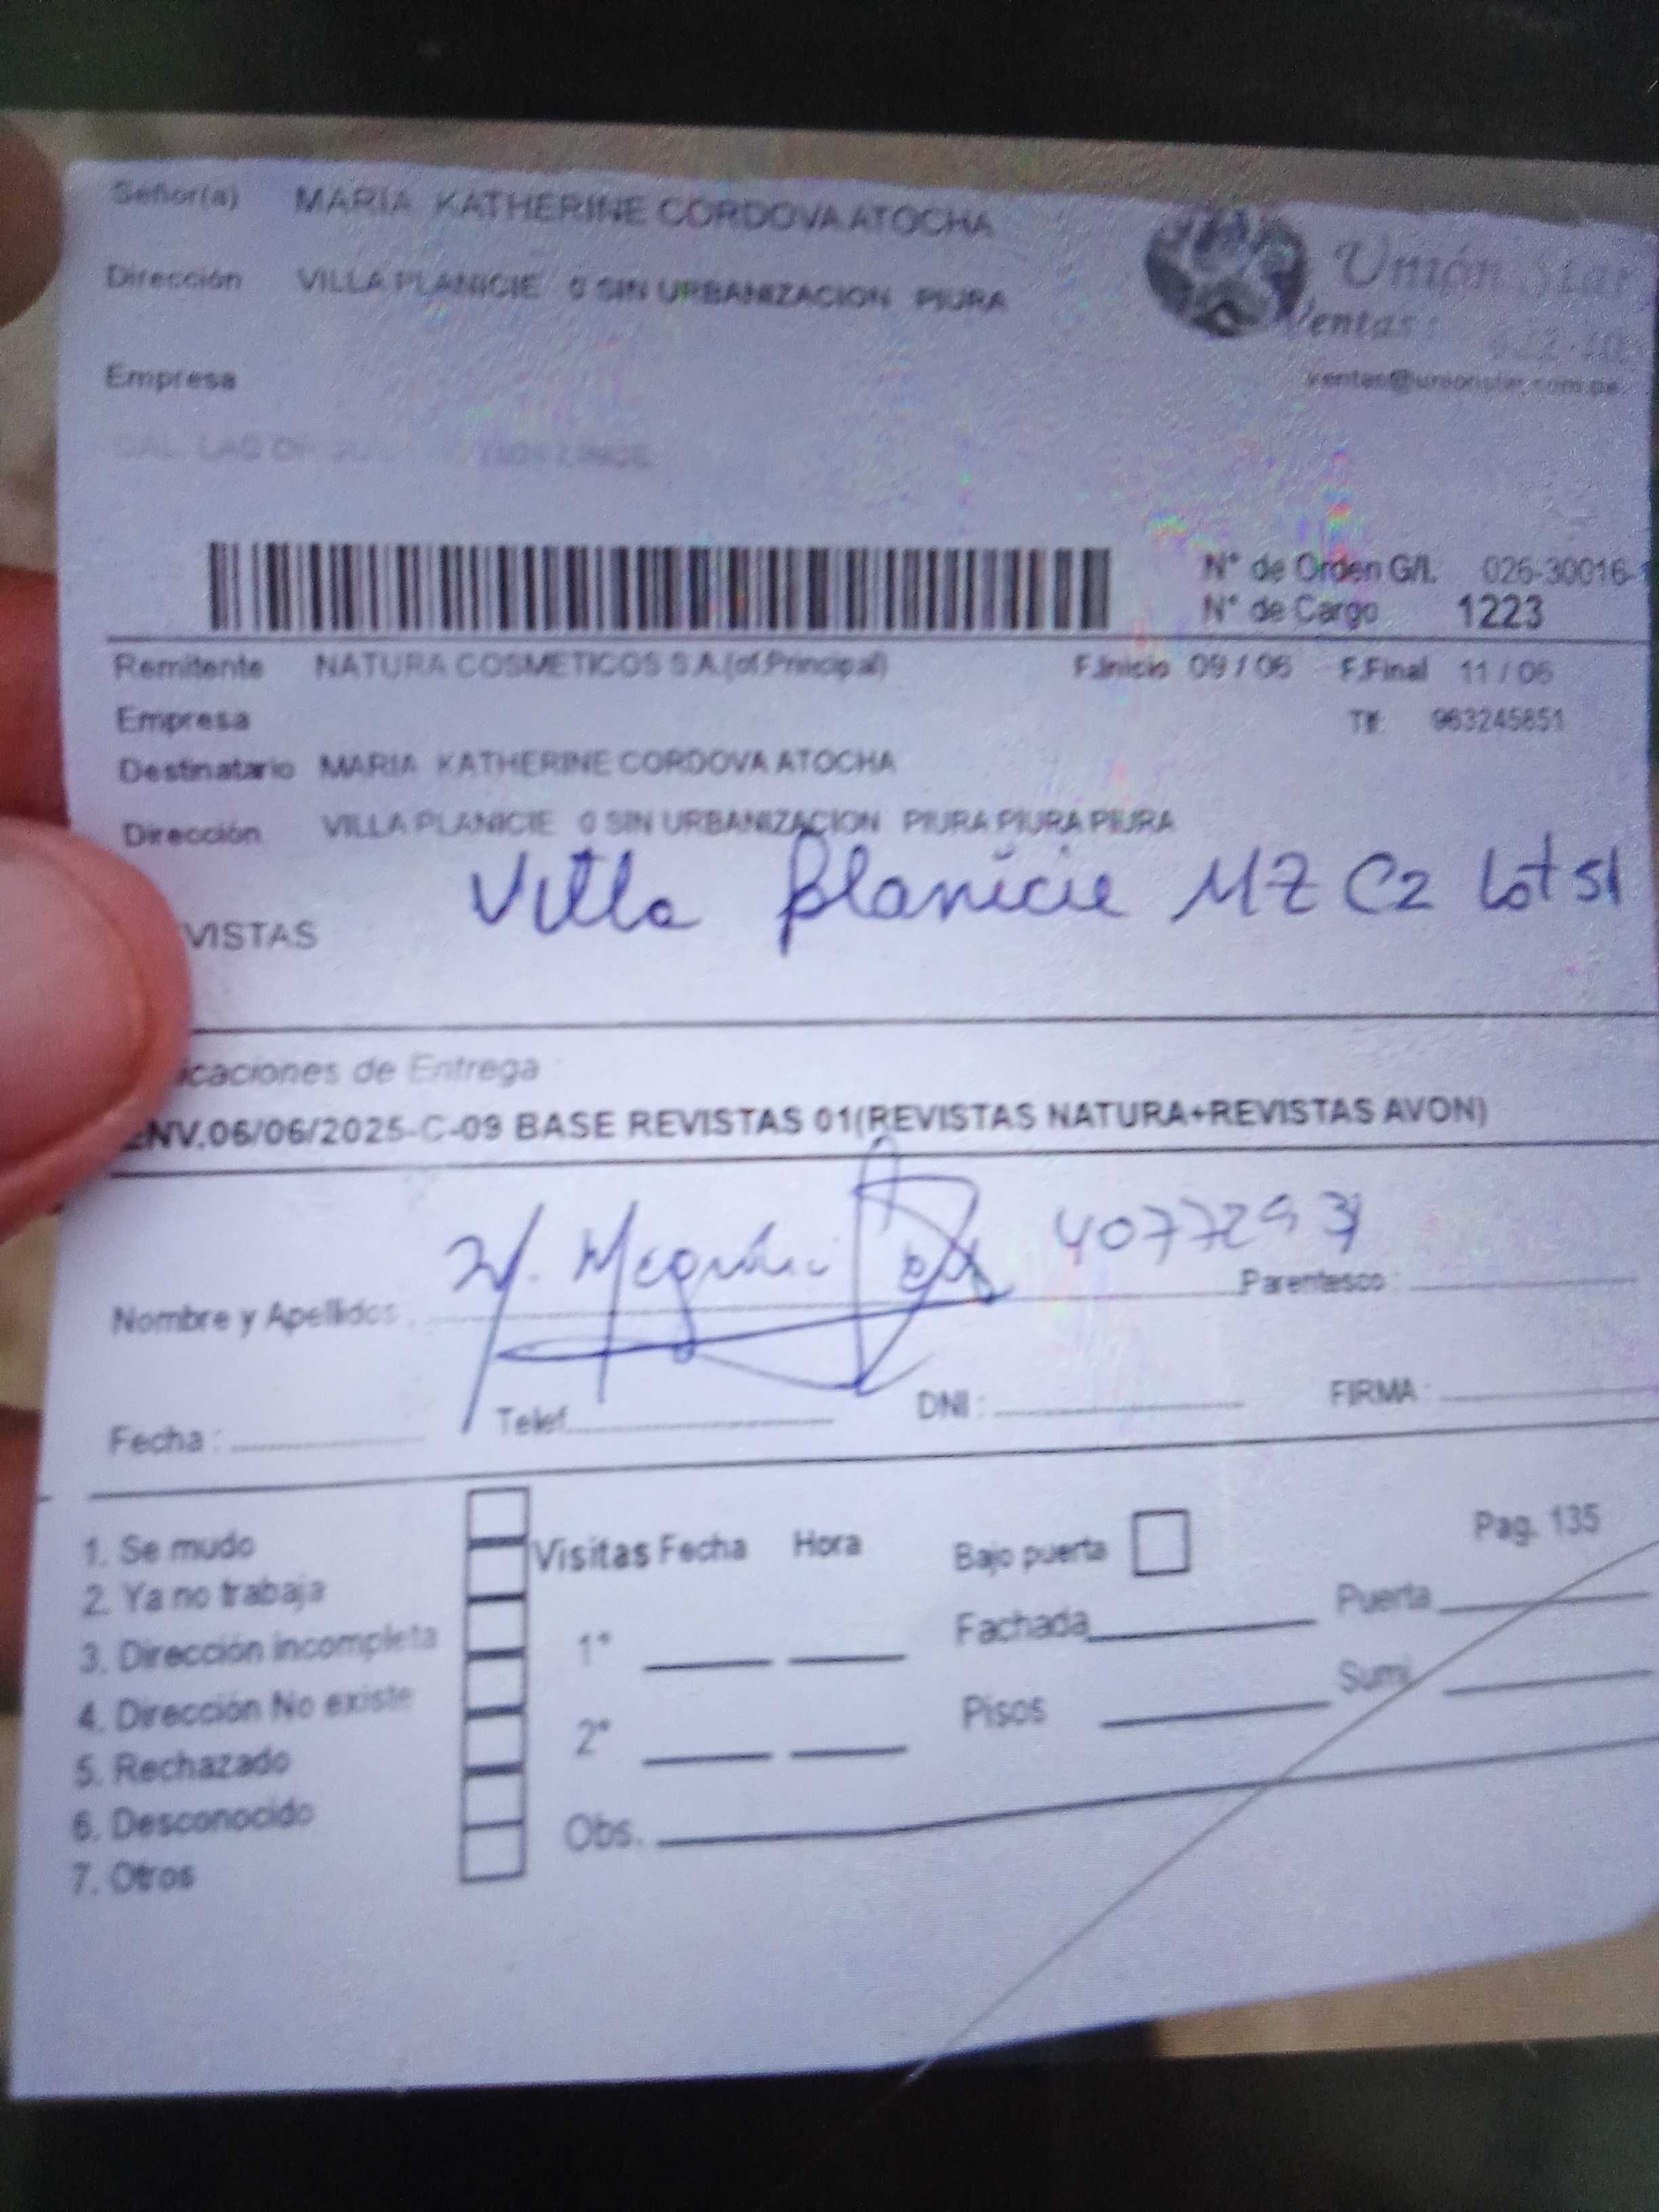 Señor(a) MARIA KATHERINE CORDOVA ATOCHA
Dirección VILLA PLANICIE 0 SIN URBANIZACION PIURA
Unión Star
Ventas:
Empresa
ventas@unionstar.com.pe
CAL. LAG
N° de Orden G/L 026-30016-1
N° de Cargo 1223
Remitente NATURA COSMETICOS S.A.(of.Principal) F.Inicio 09 / 06 F.Final 11 / 06
Empresa Tlf: 963245851
Destinatario MARIA KATHERINE CORDOVA ATOCHA
Dirección VILLA PLANICIE 0 SIN URBANIZACION PIURA PIURA PIURA
Villa Planicie MZ C2 Lot 51
VISTAS
icaciones de Entrega :
ENV.06/06/2025-C-09 BASE REVISTAS 01(REVISTAS NATURA+REVISTAS AVON)
Nombre y Apellidos : Parentesco :
Fecha : Telef. DNI : FIRMA :
1. Se mudo
2. Ya no trabaja
3. Dirección incompleta
4. Dirección No existe
5. Rechazado
6. Desconocido
7. Otros
Visitas Fecha Hora
1°
2°
Obs.
Bajo puerta
Pag. 135
Fachada Puerta
Pisos Sumi